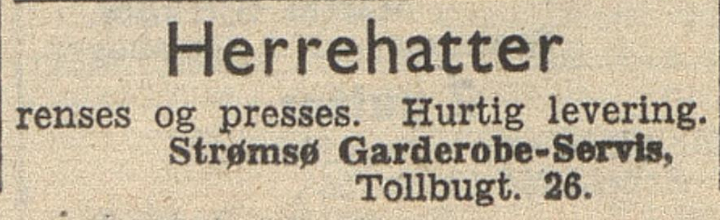 Herrehatter
renses og presses. Hurtig levering.
Strømsø Garderobe-Servis,
Tollbugt. 26.